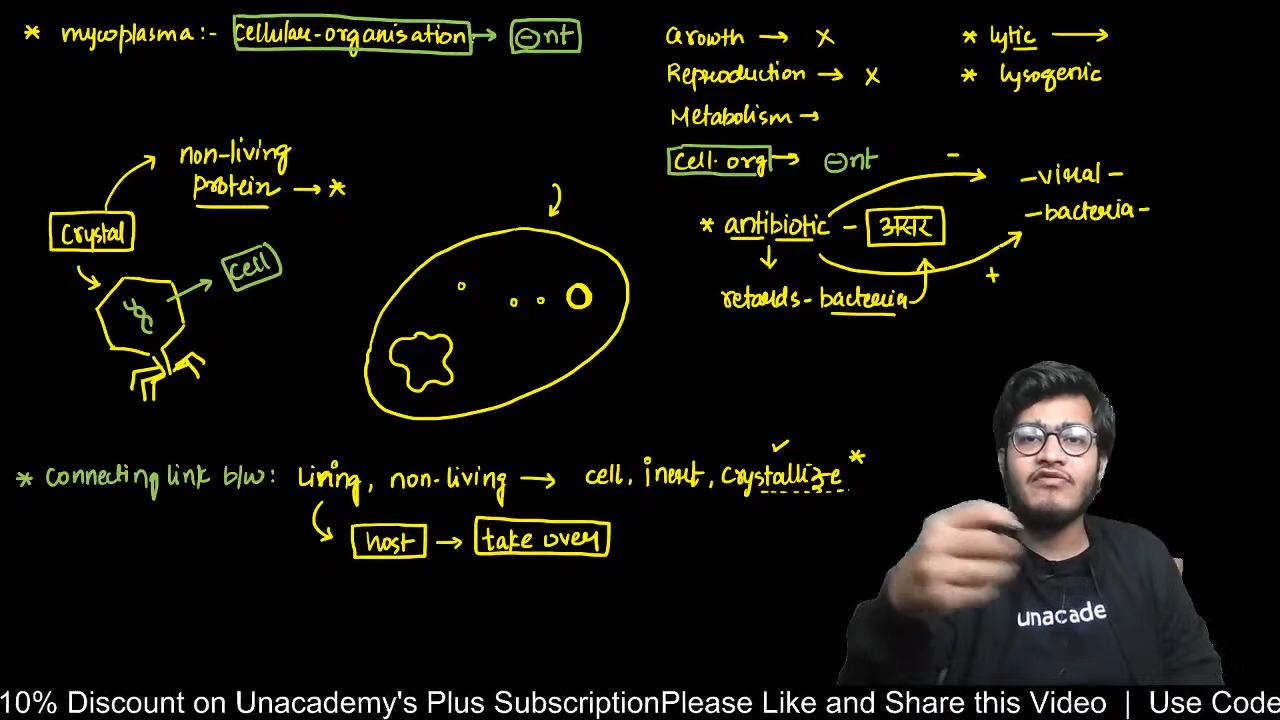 * mycoplasma :- cellular-organisation → ⊖nt
non-living
protein → *
Crystal
cell
* connecting link b/w: Living, non-living → cell, inert, crystallize *
host → take over
Growth → x
Reproduction → x
Metabolism →
cell. org → ⊖nt
* lytic →
* lysogenic
* antibiotic - असर
retards - bacteria
-
- viral -
- bacteria -
+
unacade
10% Discount on Unacademy's Plus SubscriptionPlease Like and Share this Video | Use Code